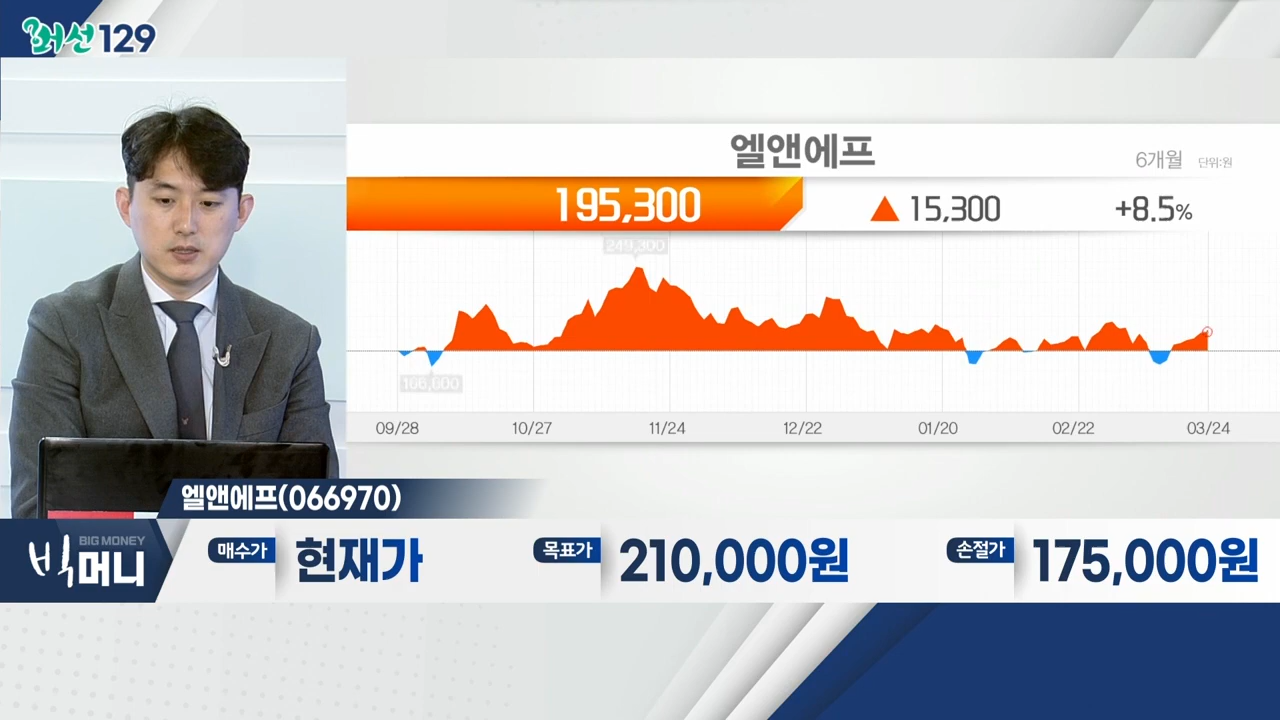 머선129
엘앤에프
6개월 단위:원
195,300 ▲ 15,300 +8.5%
249,300
166,600
09/28 10/27 11/24 12/22 01/20 02/22 03/24
엘앤에프(066970)
BIG MONEY
빅머니
매수가 현재가 목표가 210,000원 손절가 175,000원